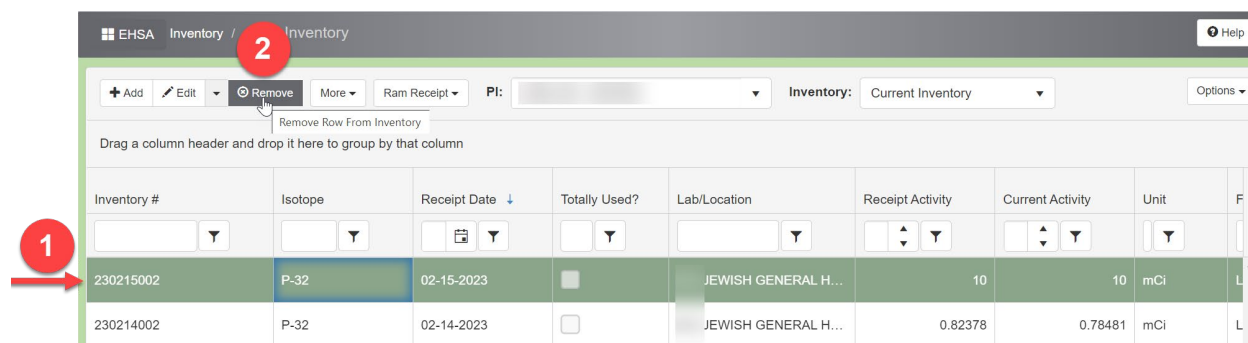 EHSA Inventory / Inventory
Help
2
Add Edit Remove More Ram Receipt PI: Inventory: Current Inventory Options
Remove Row From Inventory
Drag a column header and drop it here to group by that column
Inventory # Isotope Receipt Date ↓ Totally Used? Lab/Location Receipt Activity Current Activity Unit F
1
230215002 P-32 02-15-2023 JEWISH GENERAL H... 10 10 mCi L
230214002 P-32 02-14-2023 JEWISH GENERAL H... 0.82378 0.78481 mCi L